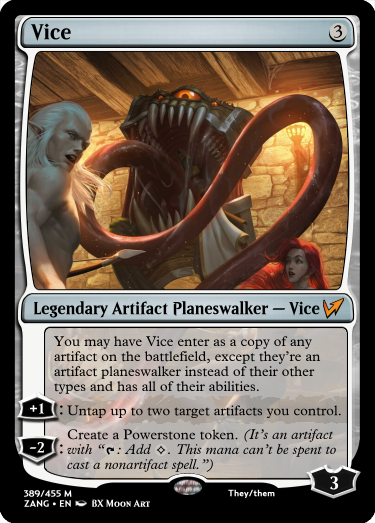 Vice 3
Legendary Artifact Planeswalker — Vice
You may have Vice enter as a copy of any
artifact on the battlefield, except they're an
artifact planeswalker instead of their other
types and has all of their abilities.
+1: Untap up to two target artifacts you control.
Create a Powerstone token. (It's an artifact
−2: with “: Add . This mana can't be spent to
cast a nonartifact spell.”)
3
389/455 M
ZANG • EN BX Moon Art
They/them